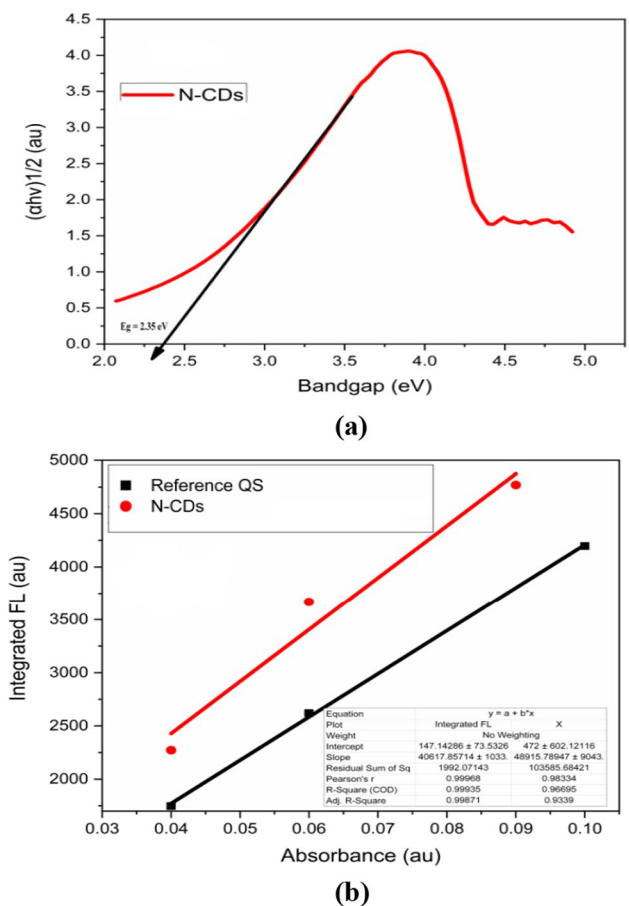 4.5
4.0
3.5
3.0
2.5
2.0
1.5
1.0
0.5
0.0
(αhv)1/2 (au)
N-CDs
Eg = 2.35 eV
2.0 2.5 3.0 3.5 4.0 4.5 5.0
Bandgap (eV)
(a)
5000
4500
4000
3500
3000
2500
2000
Integrated FL (au)
Reference QS
N-CDs
Equation y = a + b*x
Plot Integrated FL X
Weight No Weighting
Intercept 147.14286 ± 73.5326 472 ± 602.12116
Slope 40617.85714 ± 1033. 48915.78947 ± 9043.
Residual Sum of Sq 1992.07143 103585.68421
Pearson's r 0.99968 0.98334
R-Square (COD) 0.99935 0.96695
Adj. R-Square 0.99871 0.9339
0.03 0.04 0.05 0.06 0.07 0.08 0.09 0.10
Absorbance (au)
(b)